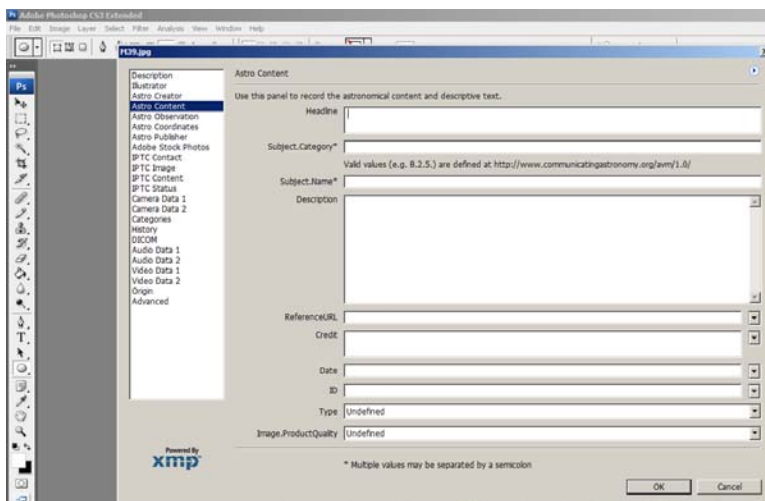 Adobe Photoshop CS3 Extended
File Edit Image Layer Select Filter Analysis View Window Help
M39.jpg
Ps
Description
Illustrator
Astro Creator
Astro Content
Astro Observation
Astro Coordinates
Astro Publisher
Adobe Stock Photos
IPTC Contact
IPTC Image
IPTC Content
IPTC Status
Camera Data 1
Camera Data 2
Categories
History
DICOM
Audio Data 1
Audio Data 2
Video Data 1
Video Data 2
Origin
Advanced
Powered By
xmp
Astro Content
Use this panel to record the astronomical content and descriptive text.
Headline
Subject.Category*
Valid values (e.g. B.2.5.) are defined at http://www.communicatingastronomy.org/avm/1.0/
Subject.Name*
Description
ReferenceURL
Credit
Date
ID
Type Undefined
Image.ProductQuality Undefined
* Multiple values may be separated by a semicolon
OK Cancel